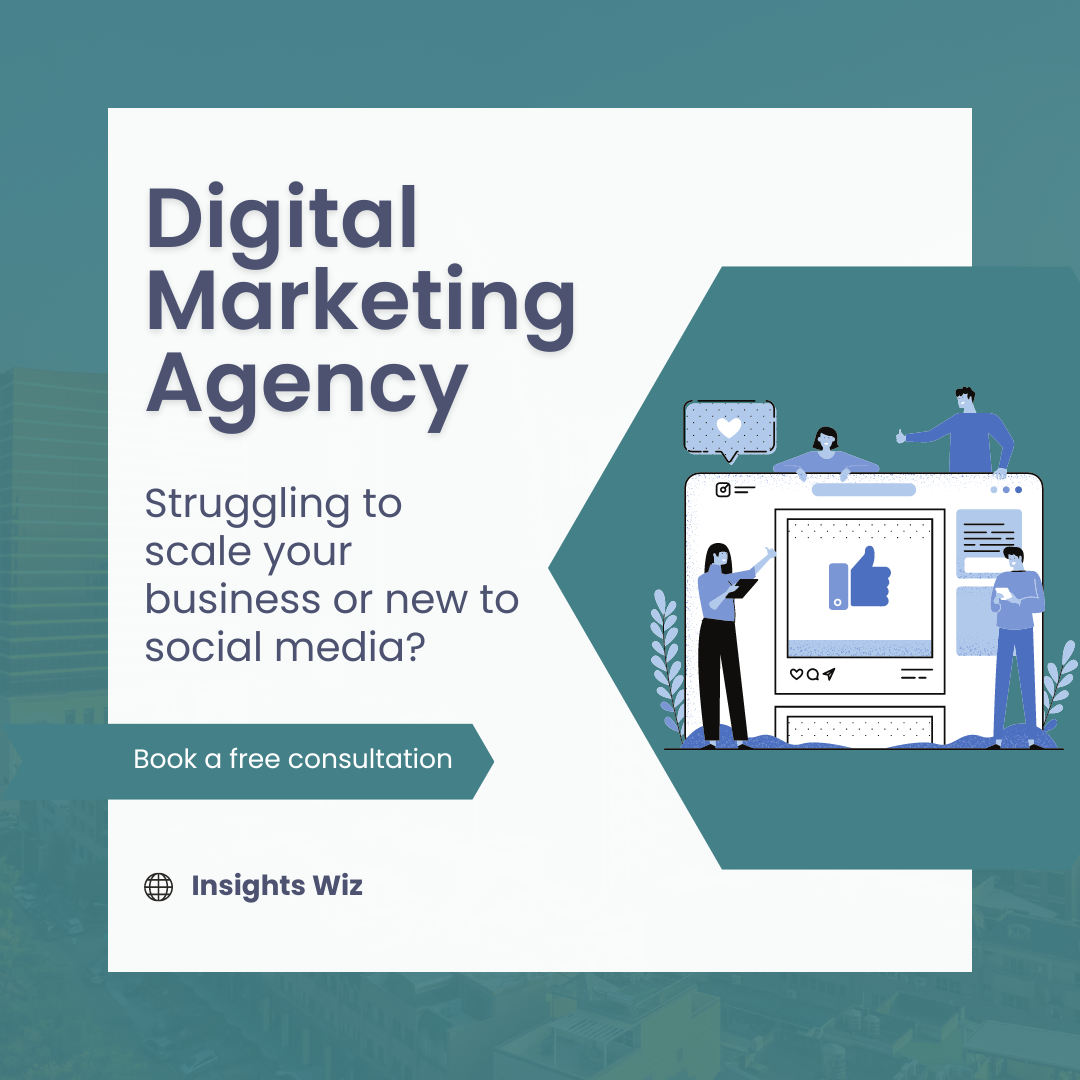 Digital
Marketing
Agency
Struggling to
scale your
business or new to
social media?
Book a free consultation
Insights Wiz